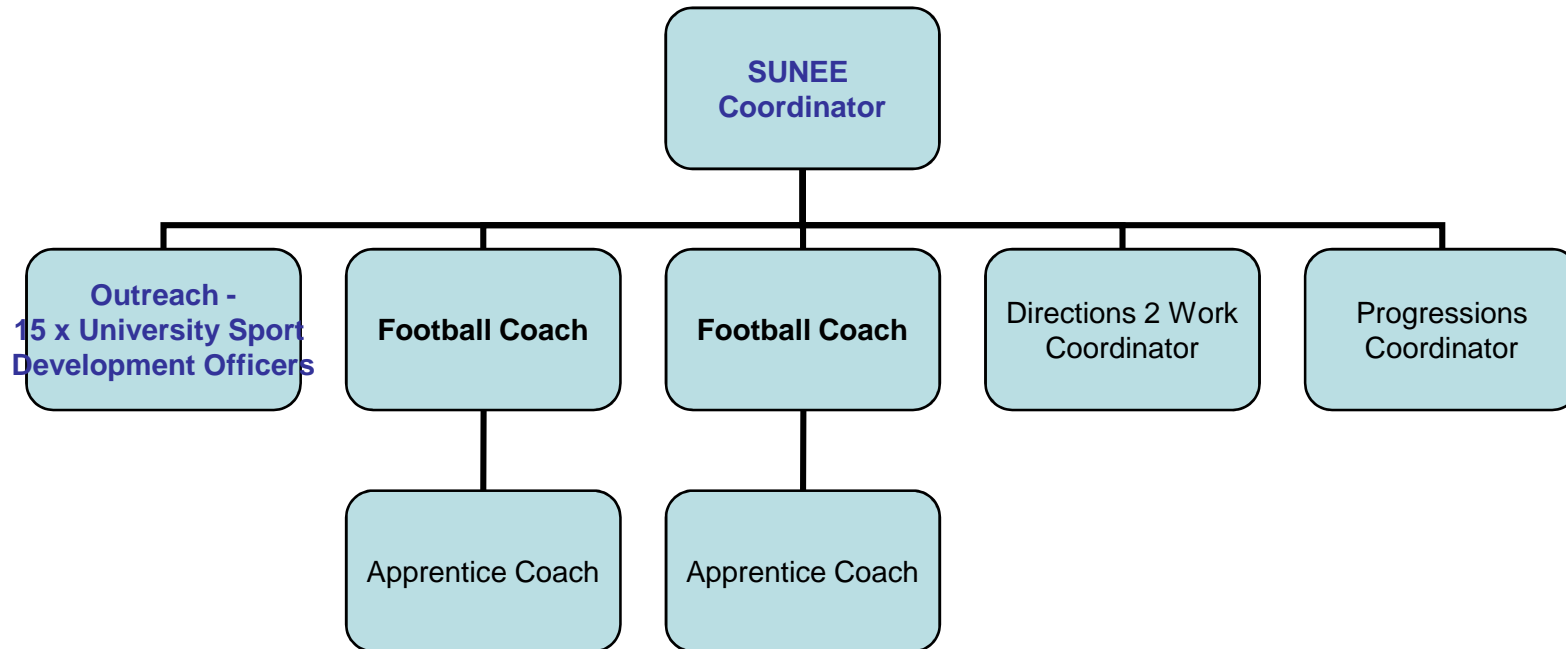 SUNEE
Coordinator
Outreach -
15 x University Sport
Development Officers
Football Coach
Football Coach
Directions 2 Work
Coordinator
Progressions
Coordinator
Apprentice Coach
Apprentice Coach